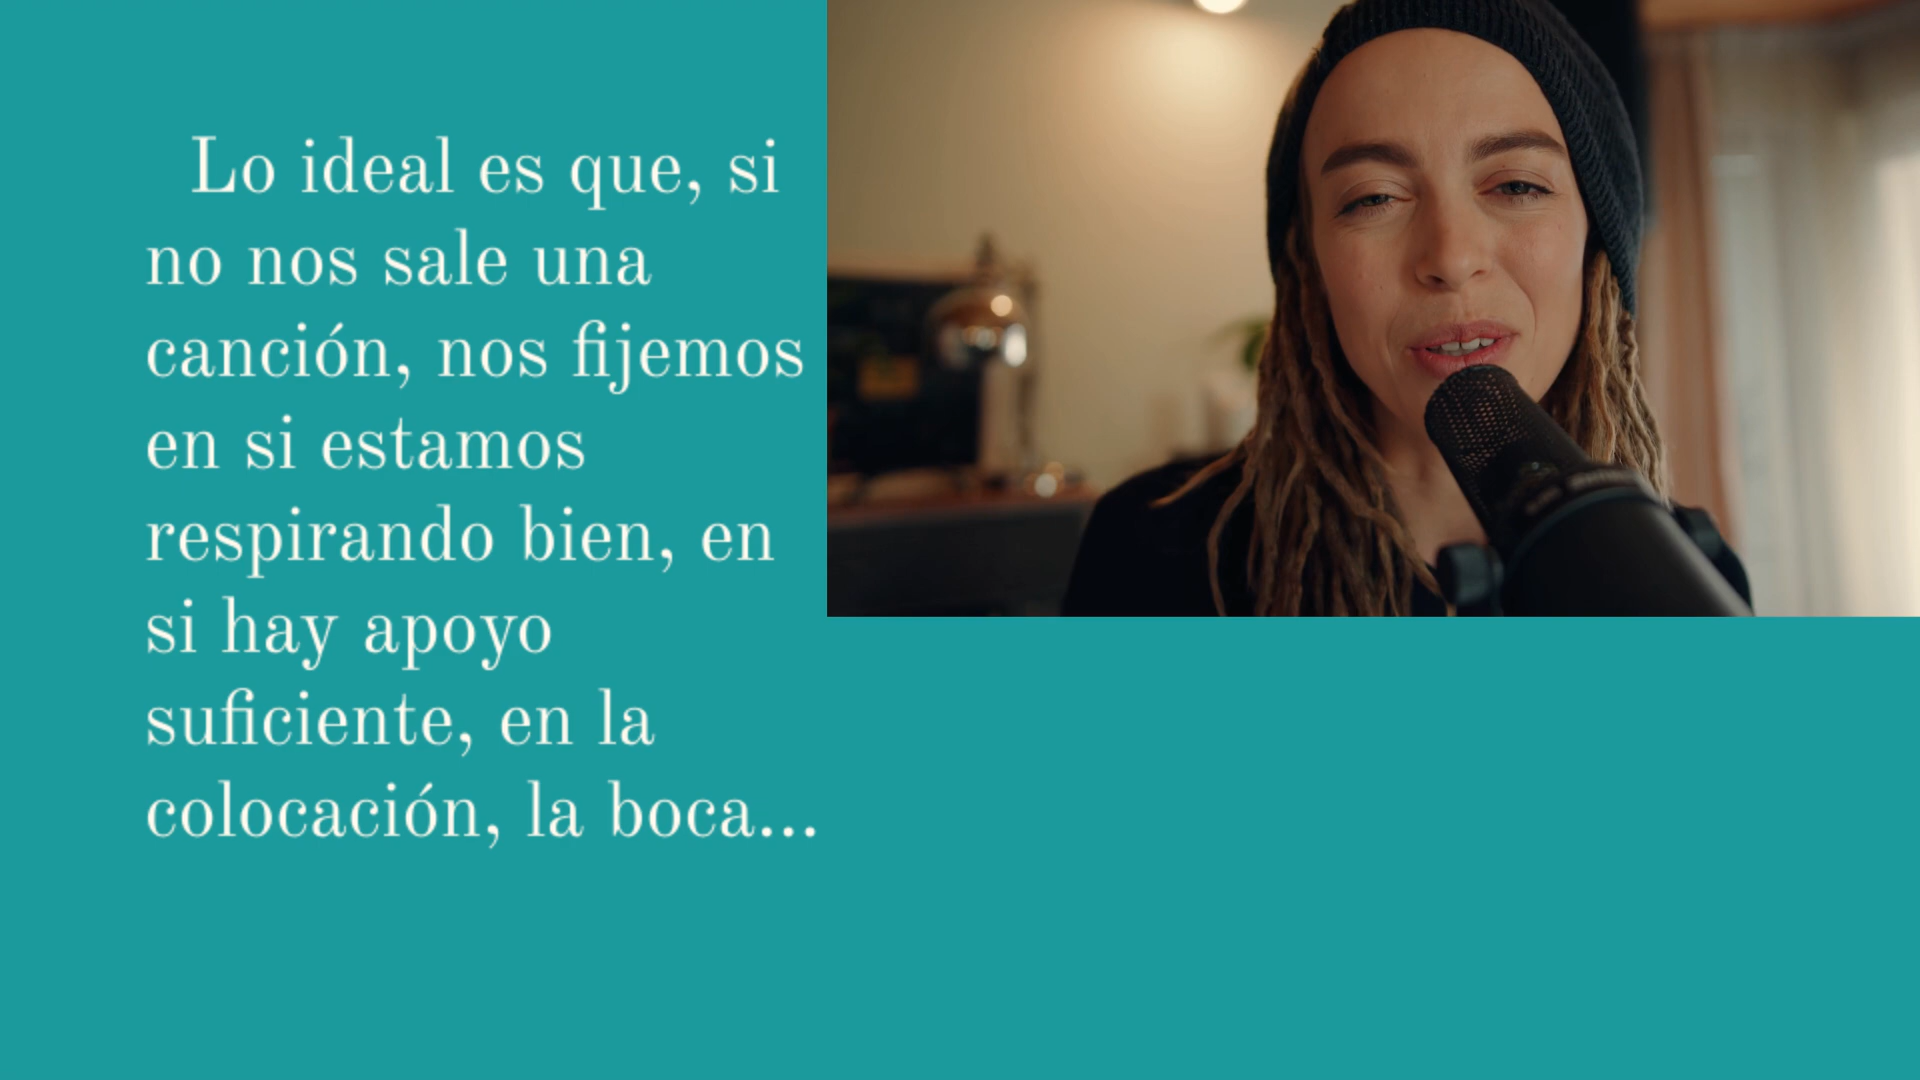 Lo ideal es que, si
no nos sale una
canción, nos fijemos
en si estamos
respirando bien, en
si hay apoyo
suficiente, en la
colocación, la boca...